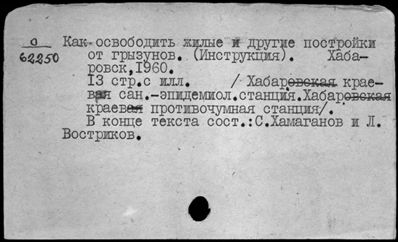 о
62250
Как освободить жилые и другие постройки
от грызунов. (Инструкция). Хаба-
ровск,1960.
13 стр.с илл. /Хабаровская крае-
вая сан.-эпидемиол.станция.Хабаровская
краевая противочумная станция/.
В конце текста сост.:С.Хамаганов и Л.
Востриков.